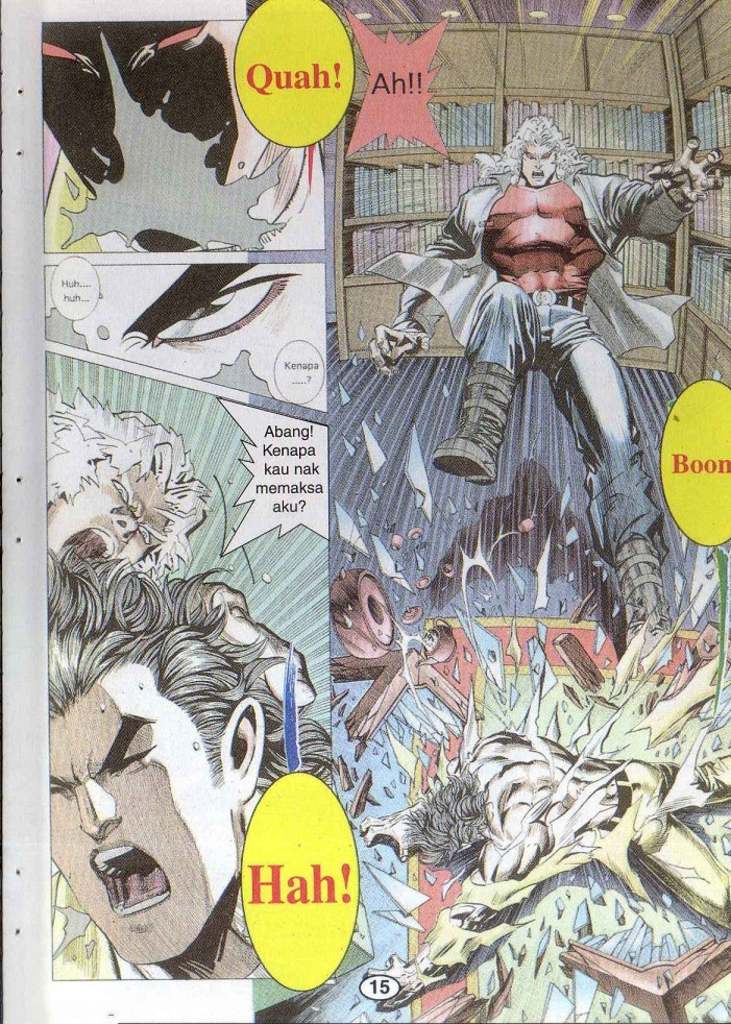 Quah!
Ah!!
Huh....
huh...
Kenapa
.....?
Abang!
Kenapa
kau nak
memaksa
aku?
Boom
Hah!
15